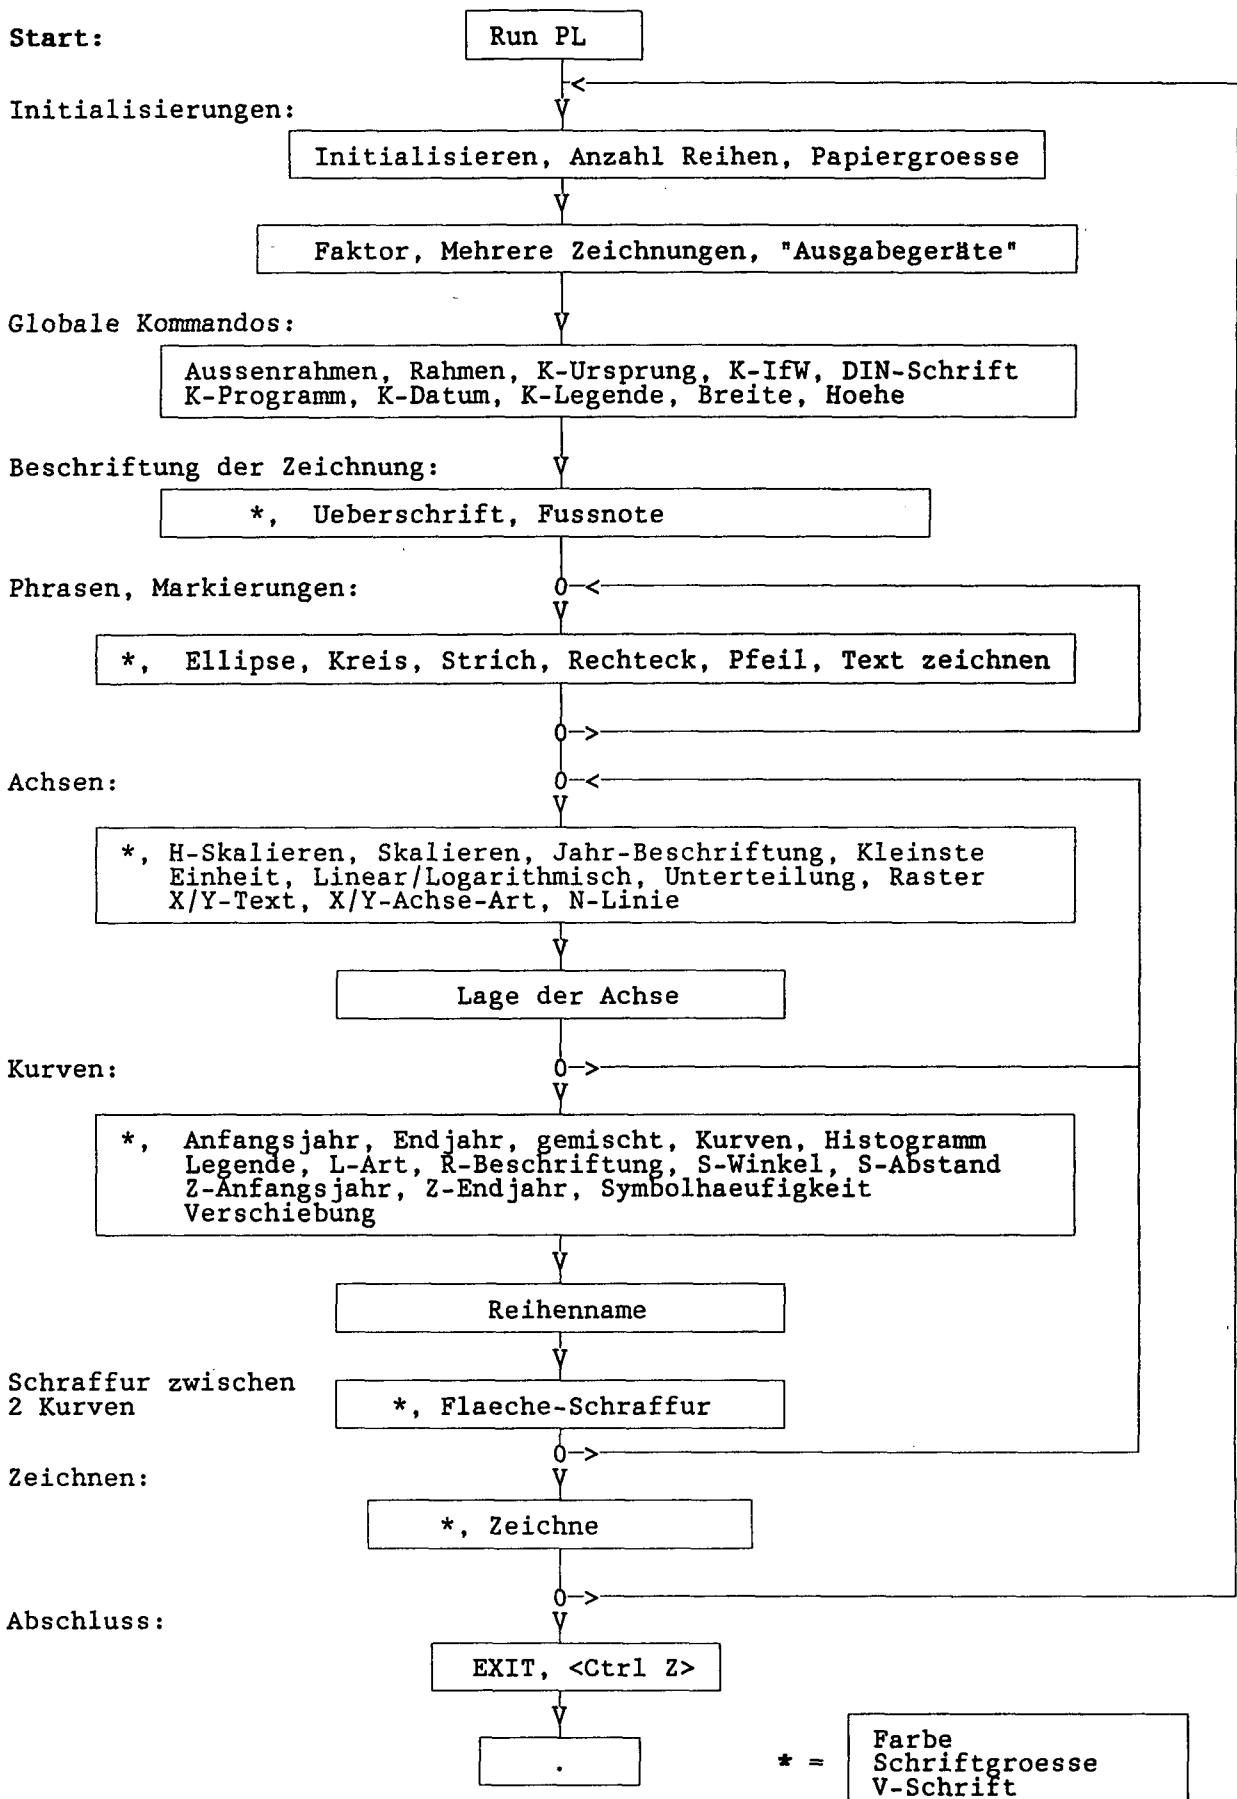 Start:
Run PL
Initialisierungen:
Initialisieren, Anzahl Reihen, Papiergroesse
Faktor, Mehrere Zeichnungen, "Ausgabegeräte"
Globale Kommandos:
Aussenrahmen, Rahmen, K-Ursprung, K-IfW, DIN-Schrift
K-Programm, K-Datum, K-Legende, Breite, Hoehe
Beschriftung der Zeichnung:
*, Ueberschrift, Fussnote
Phrasen, Markierungen:
*, Ellipse, Kreis, Strich, Rechteck, Pfeil, Text zeichnen
Achsen:
*, H-Skalieren, Skalieren, Jahr-Beschriftung, Kleinste
Einheit, Linear/Logarithmisch, Unterteilung, Raster
X/Y-Text, X/Y-Achse-Art, N-Linie
Lage der Achse
Kurven:
*, Anfangsjahr, Endjahr, gemischt, Kurven, Histogramm
Legende, L-Art, R-Beschriftung, S-Winkel, S-Abstand
Z-Anfangsjahr, Z-Endjahr, Symbolhaeufigkeit
Verschiebung
Reihenname
Schraffur zwischen
2 Kurven
*, Flaeche-Schraffur
Zeichnen:
*, Zeichne
Abschluss:
EXIT, <Ctrl Z>
.
* =
Farbe
Schriftgroesse
V-Schrift